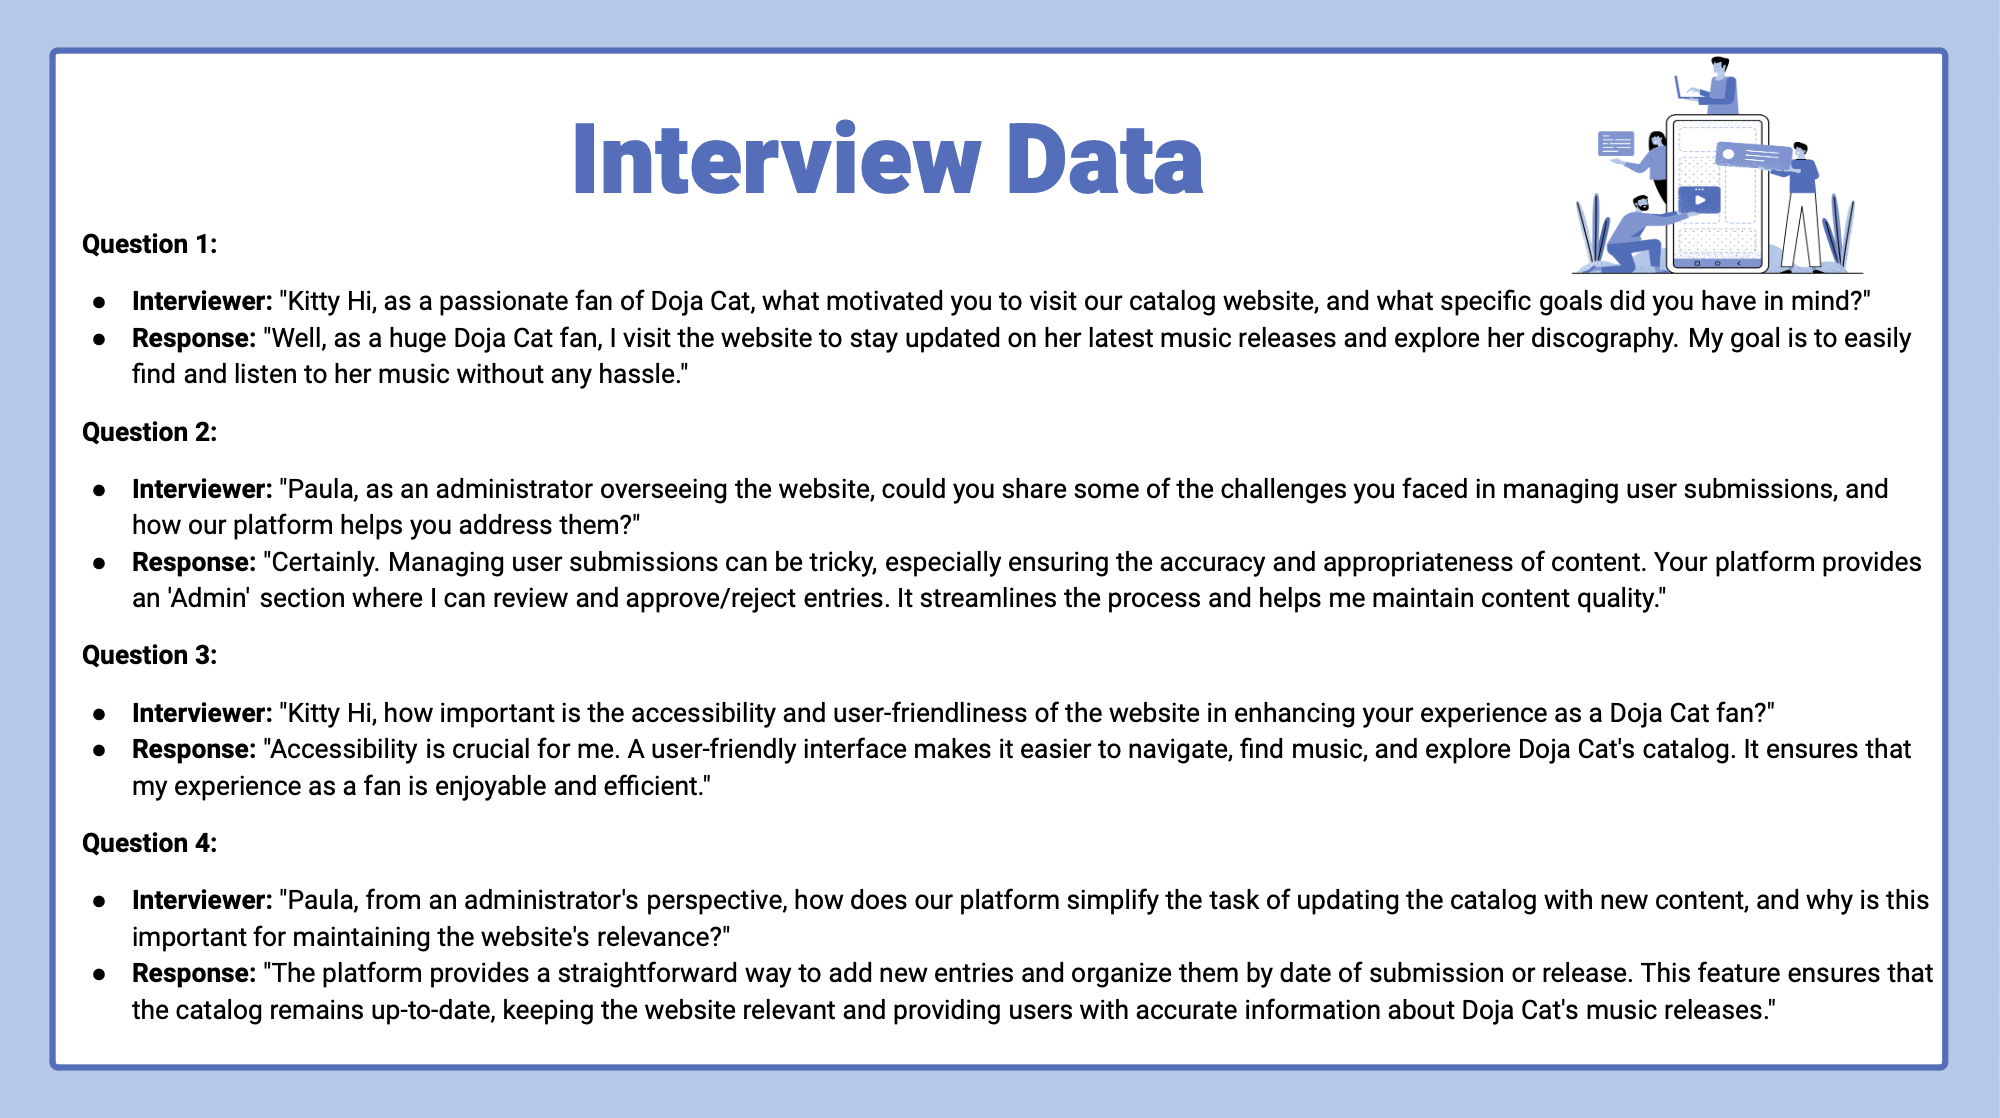 Interview Data
Question 1:
● Interviewer: "Kitty Hi, as a passionate fan of Doja Cat, what motivated you to visit our catalog website, and what specific goals did you have in mind?"
● Response: "Well, as a huge Doja Cat fan, I visit the website to stay updated on her latest music releases and explore her discography. My goal is to easily
find and listen to her music without any hassle."
Question 2:
● Interviewer: "Paula, as an administrator overseeing the website, could you share some of the challenges you faced in managing user submissions, and
how our platform helps you address them?"
● Response: "Certainly. Managing user submissions can be tricky, especially ensuring the accuracy and appropriateness of content. Your platform provides
an 'Admin' section where I can review and approve/reject entries. It streamlines the process and helps me maintain content quality."
Question 3:
● Interviewer: "Kitty Hi, how important is the accessibility and user-friendliness of the website in enhancing your experience as a Doja Cat fan?"
● Response: "Accessibility is crucial for me. A user-friendly interface makes it easier to navigate, find music, and explore Doja Cat's catalog. It ensures that
my experience as a fan is enjoyable and efficient."
Question 4:
● Interviewer: "Paula, from an administrator's perspective, how does our platform simplify the task of updating the catalog with new content, and why is this
important for maintaining the website's relevance?"
● Response: "The platform provides a straightforward way to add new entries and organize them by date of submission or release. This feature ensures that
the catalog remains up-to-date, keeping the website relevant and providing users with accurate information about Doja Cat's music releases."